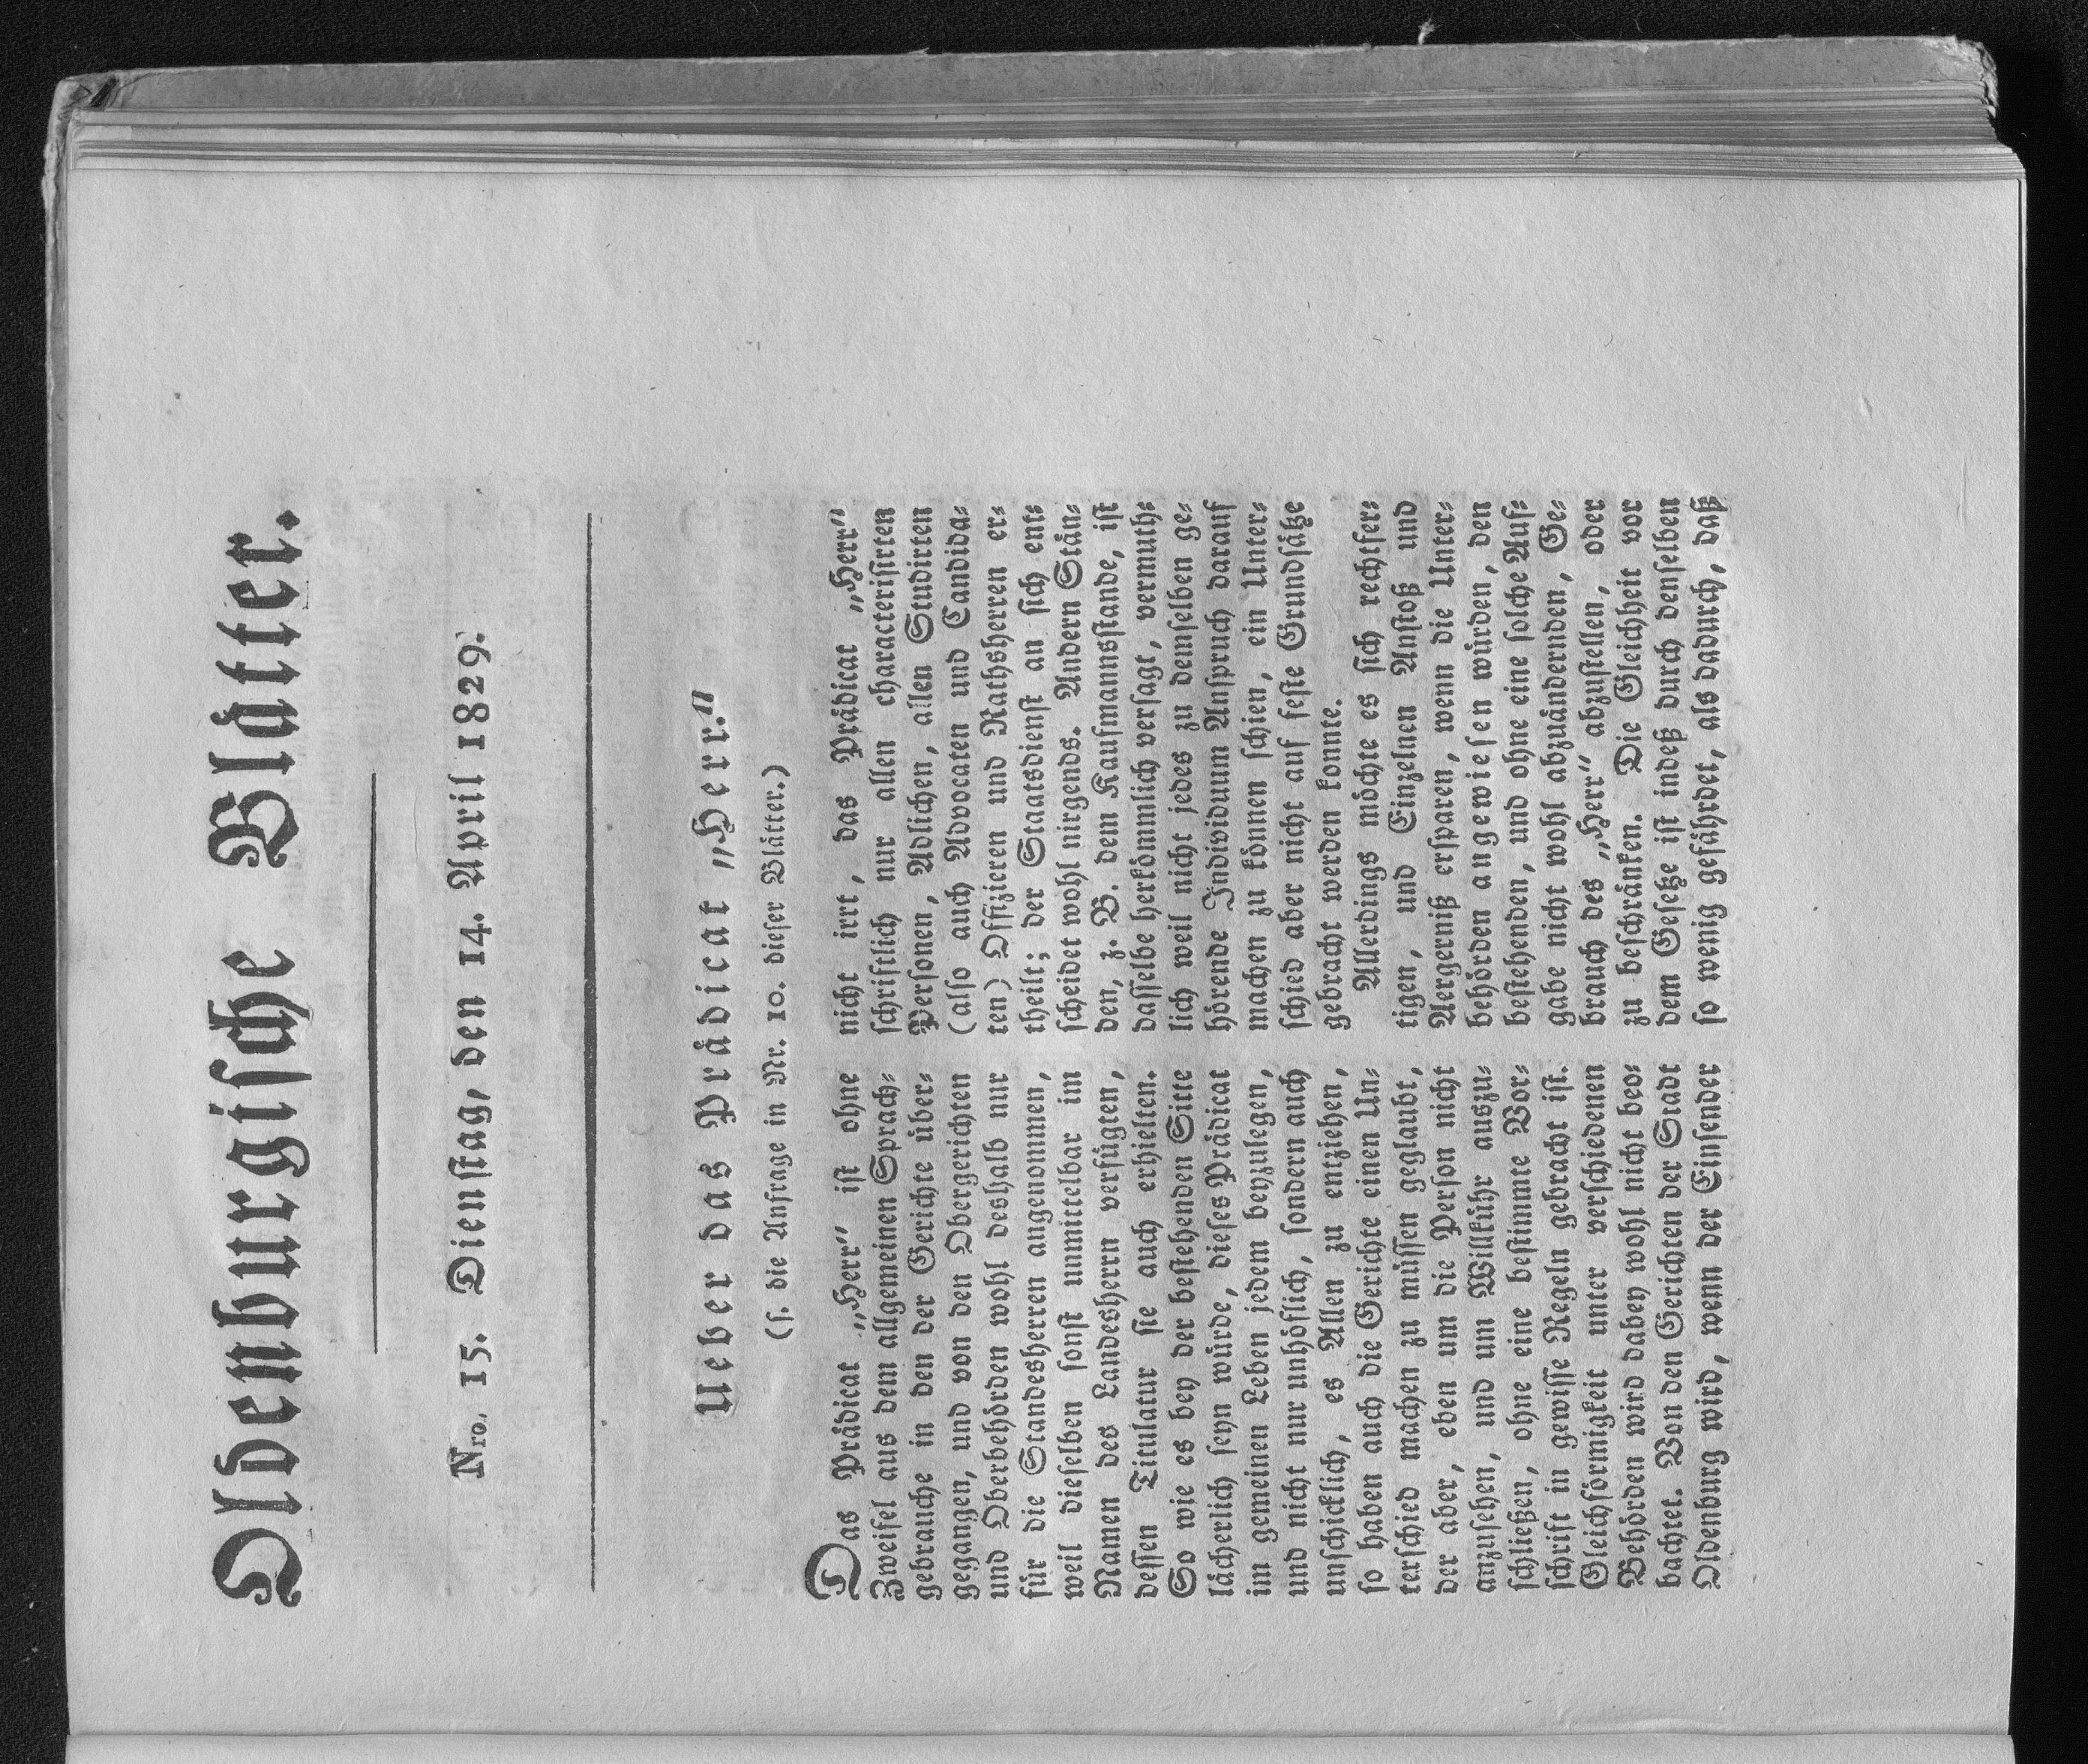 Oldenburgische Blätter.
Nro. 15. Dienstag, den 14. April 1829.
Ueber das Prädicat „Herr.“
(s. die Anfrage in Nr. 10. dieser Blätter.)
Das Prädicat „Herr“ ist ohne
Zweifel aus dem allgemeinen Sprach-
gebrauche in den der Gerichte über-
gegangen, und von den Obergerichten
und Oberbehörden wohl deshalb nur
für die Standesherren angenommen,
weil dieselben sonst unmittelbar im
Namen des Landesherrn verfügten,
dessen Titulatur sie auch erhielten.
So wie es bey der bestehenden Sitte
lächerlich seyn würde, dieses Prädicat
im gemeinen Leben jedem beyzulegen,
und nicht nur unhöflich, sondern auch
unschicklich, es Allen zu entziehen,
so haben auch die Gerichte einen Un-
terschied machen zu müssen geglaubt,
der aber, eben um die Person nicht
anzusehen, und um Willkühr auszu-
schließen, ohne eine bestimmte Vor-
schrift in gewisse Regeln gebracht ist.
Gleichförmigkeit unter verschiedenen
Behörden wird dabey wohl nicht beo-
bachtet. Von den Gerichten der Stadt
Oldenburg wird, wenn der Einsender
nicht irrt, das Prädicat „Herr“
schriftlich nur allen characterisirten
Personen, Adlichen, allen Studirten
(also auch Advocaten und Candida-
ten) Offizieren und Rathsherren er-
theilt; der Staatsdienst an sich ent-
scheidet wohl nirgends. Andern Stän-
den, z. B. dem Kaufmannsstande, ist
dasselbe herkömmlich versagt, vermuth-
lich weil nicht jedes zu demselben ge-
hörende Individuum Anspruch darauf
machen zu können schien, ein Unter-
schied aber nicht auf feste Grundsätze
gebracht werden konnte.
Allerdings möchte es sich rechtfer-
tigen, und Einzelnen Anstoß und
Aergerniß ersparen, wenn die Unter-
behörden angewiesen würden, den
bestehenden, und ohne eine solche Auf-
gabe nicht wohl abzuändernden, Ge-
brauch des „Herr“ abzustellen, oder
zu beschränken. Die Gleichheit vor
dem Gesetze ist indeß durch denselben
so wenig gefährdet, als dadurch, daß